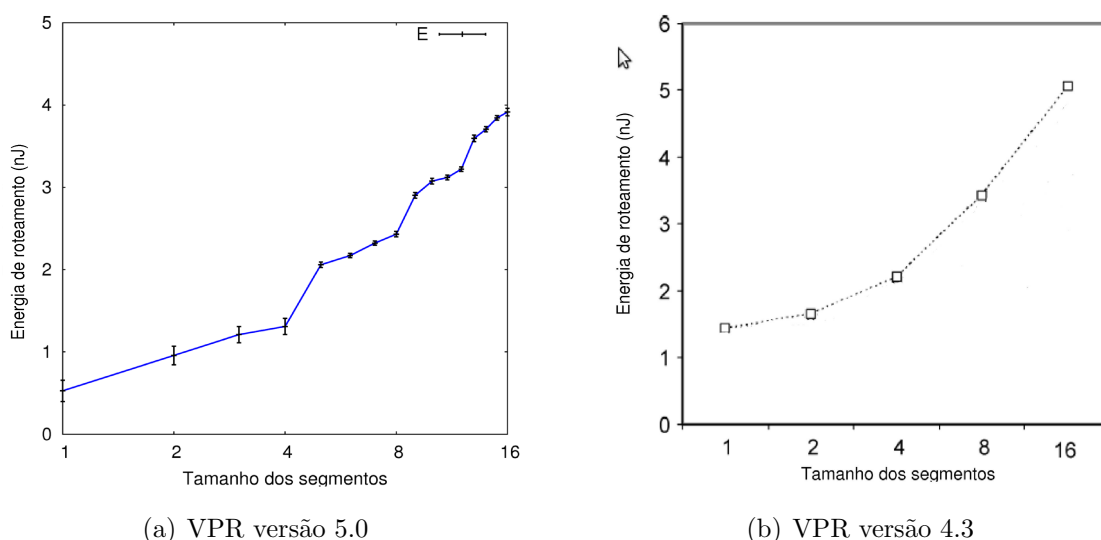 5
4
3
2
1
0
E
Energia de roteamento (nJ)
1 2 4 8 16
Tamanho dos segmentos
(a) VPR versão 5.0
6
5
4
3
2
1
0
Energia de roteamento (nJ)
1 2 4 8 16
Tamanho dos segmentos
(b) VPR versão 4.3